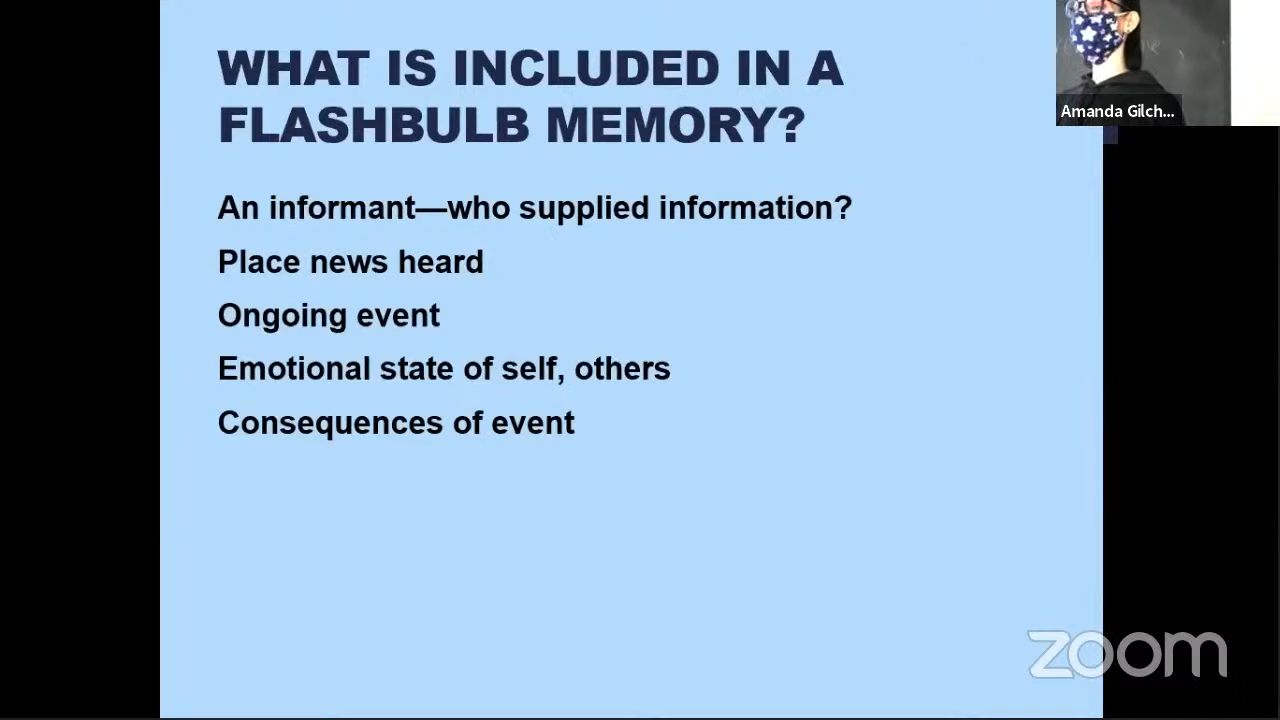 WHAT IS INCLUDED IN A
FLASHBULB MEMORY?
An informant—who supplied information?
Place news heard
Ongoing event
Emotional state of self, others
Consequences of event
Amanda Gilch...
zoom